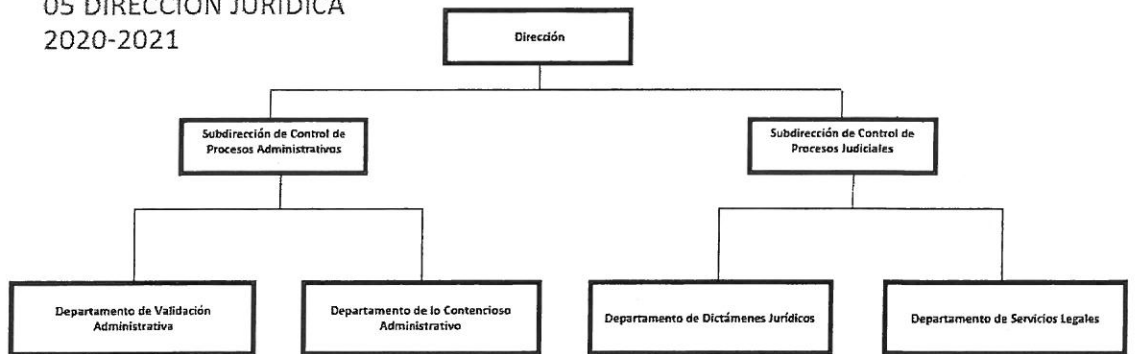 05 DIRECCIÓN JURÍDICA
2020-2021
Dirección
Subdirección de Control de
Procesos Administrativos
Subdirección de Control de
Procesos Judiciales
Departamento de Validación
Administrativa
Departamento de lo Contencioso
Administrativo
Departamento de Dictámenes Jurídicos
Departamento de Servicios Legales